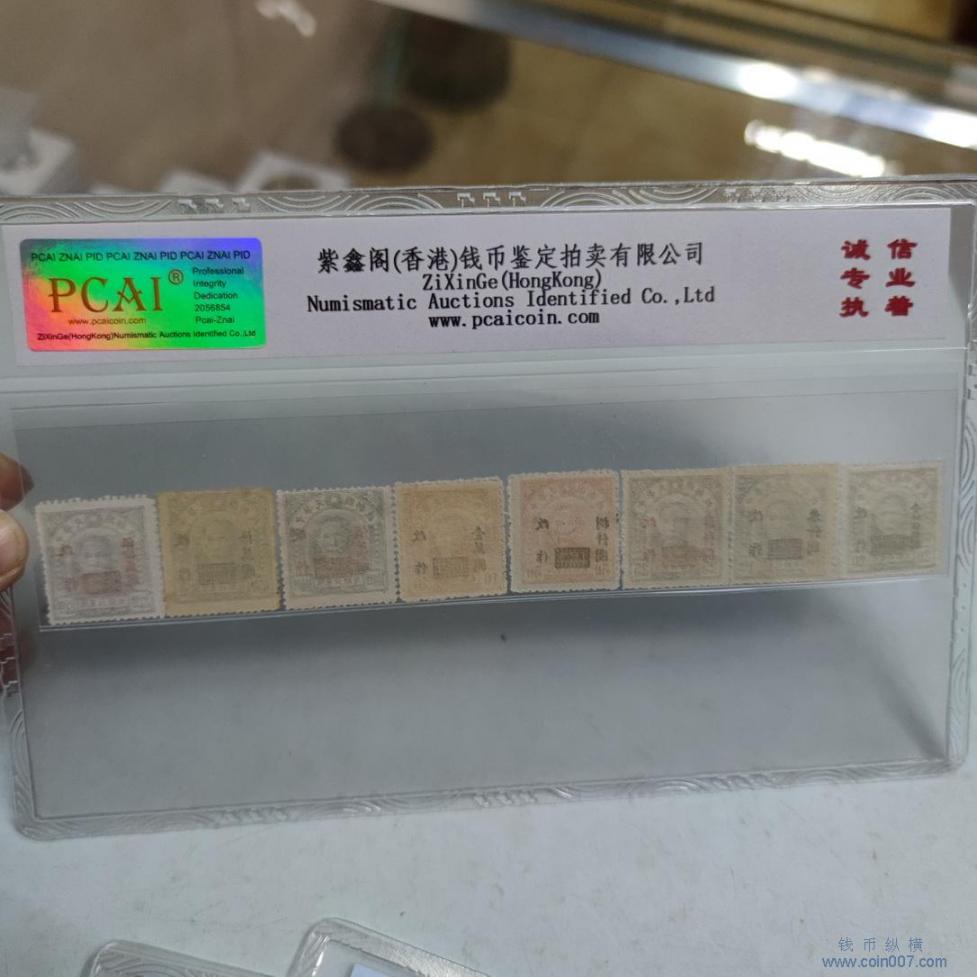 PCAI ZNAI PID PCAI ZNAI PID PCAI ZNAI PID
PCAI®
Professional
Integrity
Dedication
2056854
Pcai-Znai
www.pcaicoin.com
ZiXinGe(HongKong)Numismatic Auctions Identified Co.,Ltd
紫鑫阁(香港)钱币鉴定拍卖有限公司
ZiXinGe(HongKong)
Numismatic Auctions Identified Co.,Ltd
www.pcaicoin.com
诚信
专业
执着
钱币纵横
www.coin007.com